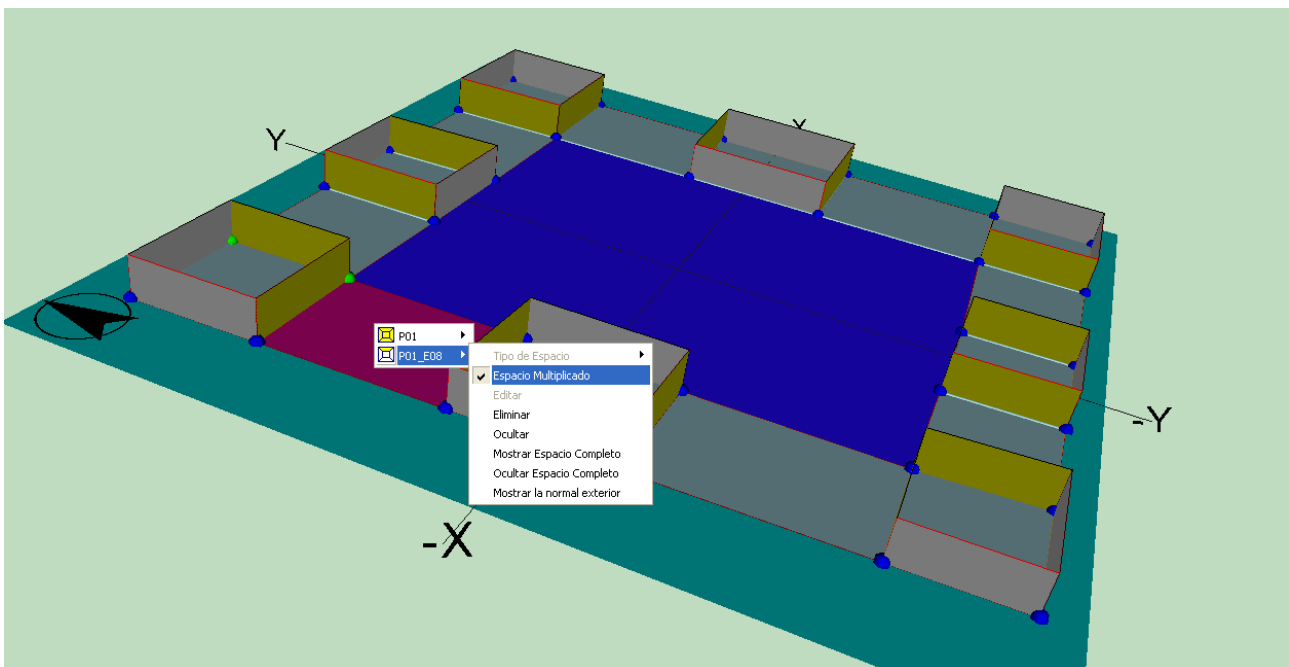 Y
Y
P01
P01_E08
Tipo de Espacio
Espacio Multiplicado
Editar
Eliminar
Ocultar
Mostrar Espacio Completo
Ocultar Espacio Completo
Mostrar la normal exterior
-Y
-X